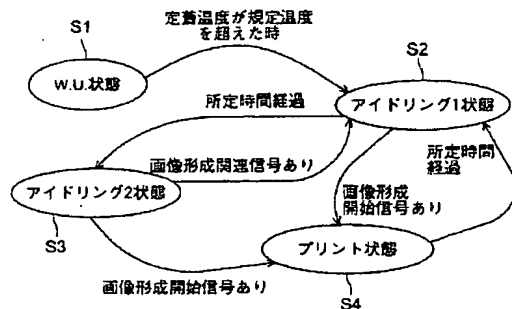 S1
定着温度が規定温度
を超えた時
S2
W.U.状態
所定時間経過
アイドリング1状態
画像形成関連信号あり
所定時間
経過
アイドリング2状態
画像形成
開始信号あり
S3
プリント状態
画像形成開始信号あり
S4